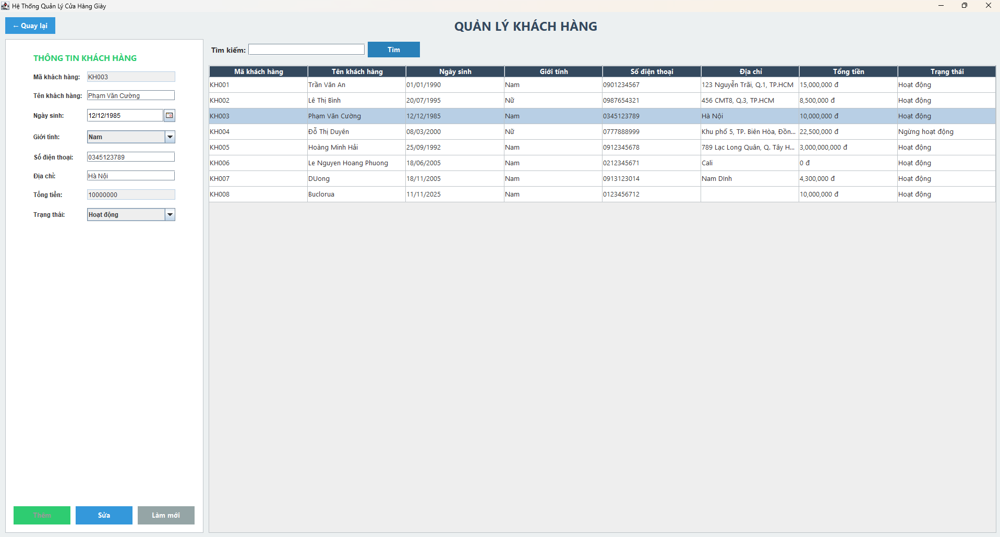 Hệ Thống Quản Lý Cửa Hàng Giày
← Quay lại
QUẢN LÝ KHÁCH HÀNG
THÔNG TIN KHÁCH HÀNG
Mã khách hàng: KH003
Tên khách hàng: Phạm Văn Cường
Ngày sinh: 12/12/1985
Giới tính: Nam
Số điện thoại: 0345123789
Địa chỉ: Hà Nội
Tổng tiền: 10000000
Trạng thái: Hoạt động
Thêm Sửa Làm mới
Tìm kiếm: Tìm
Mã khách hàng Tên khách hàng Ngày sinh Giới tính Số điện thoại Địa chỉ Tổng tiền Trạng thái
KH001 Trần Văn An 01/01/1990 Nam 0901234567 123 Nguyễn Trãi, Q.1, TP.HCM 15,000,000 đ Hoạt động
KH002 Lê Thị Bình 20/07/1995 Nữ 0987654321 456 CMT8, Q.3, TP.HCM 8,500,000 đ Hoạt động
KH003 Phạm Văn Cường 12/12/1985 Nam 0345123789 Hà Nội 10,000,000 đ Hoạt động
KH004 Đỗ Thị Duyên 08/03/2000 Nữ 0777888999 Khu phố 5, TP. Biên Hòa, Đồn... 22,500,000 đ Ngừng hoạt động
KH005 Hoàng Minh Hải 25/09/1992 Nam 0912345678 789 Lạc Long Quân, Q. Tây H... 3,000,000,000 đ Hoạt động
KH006 Le Nguyen Hoang Phuong 18/06/2005 Nam 0212345671 Cali 0 đ Hoạt động
KH007 DUong 18/11/2005 Nam 0913123014 Nam DInh 4,300,000 đ Hoạt động
KH008 Buclorua 11/11/2025 Nam 0123456712 10,000,000 đ Hoạt động